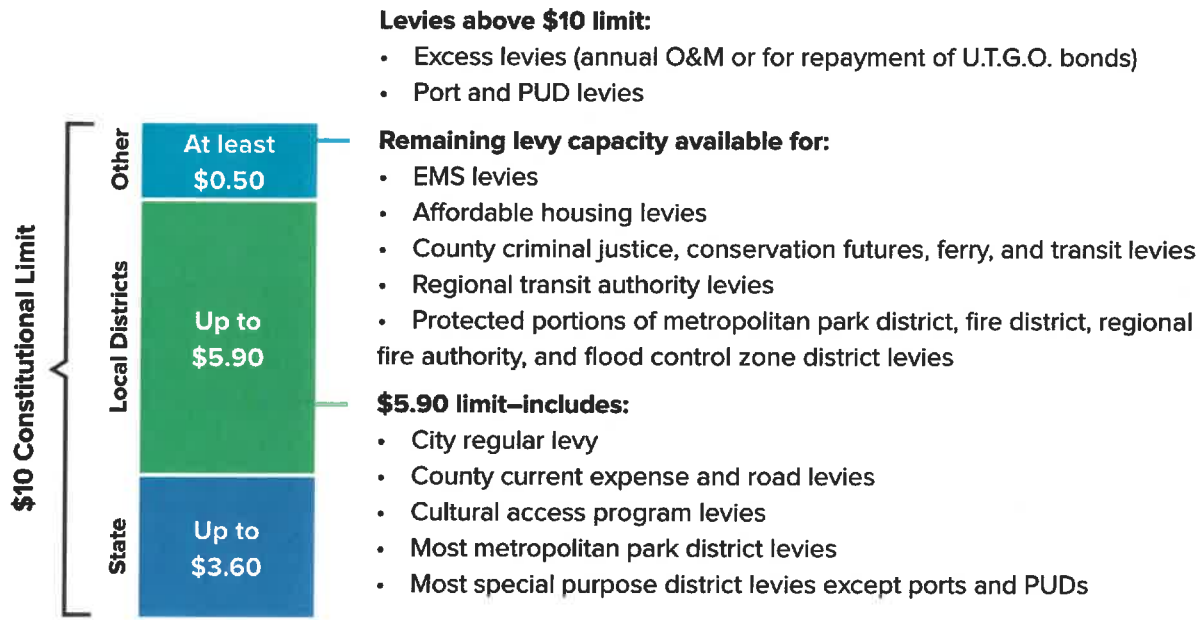 Levies above $10 limit:
• Excess levies (annual O&M or for repayment of U.T.G.O. bonds)
• Port and PUD levies
$10 Constitutional Limit
Other
At least
$0.50
Remaining levy capacity available for:
• EMS levies
• Affordable housing levies
• County criminal justice, conservation futures, ferry, and transit levies
• Regional transit authority levies
• Protected portions of metropolitan park district, fire district, regional
fire authority, and flood control zone district levies
Local Districts
Up to
$5.90
$5.90 limit–includes:
• City regular levy
• County current expense and road levies
• Cultural access program levies
• Most metropolitan park district levies
• Most special purpose district levies except ports and PUDs
State
Up to
$3.60